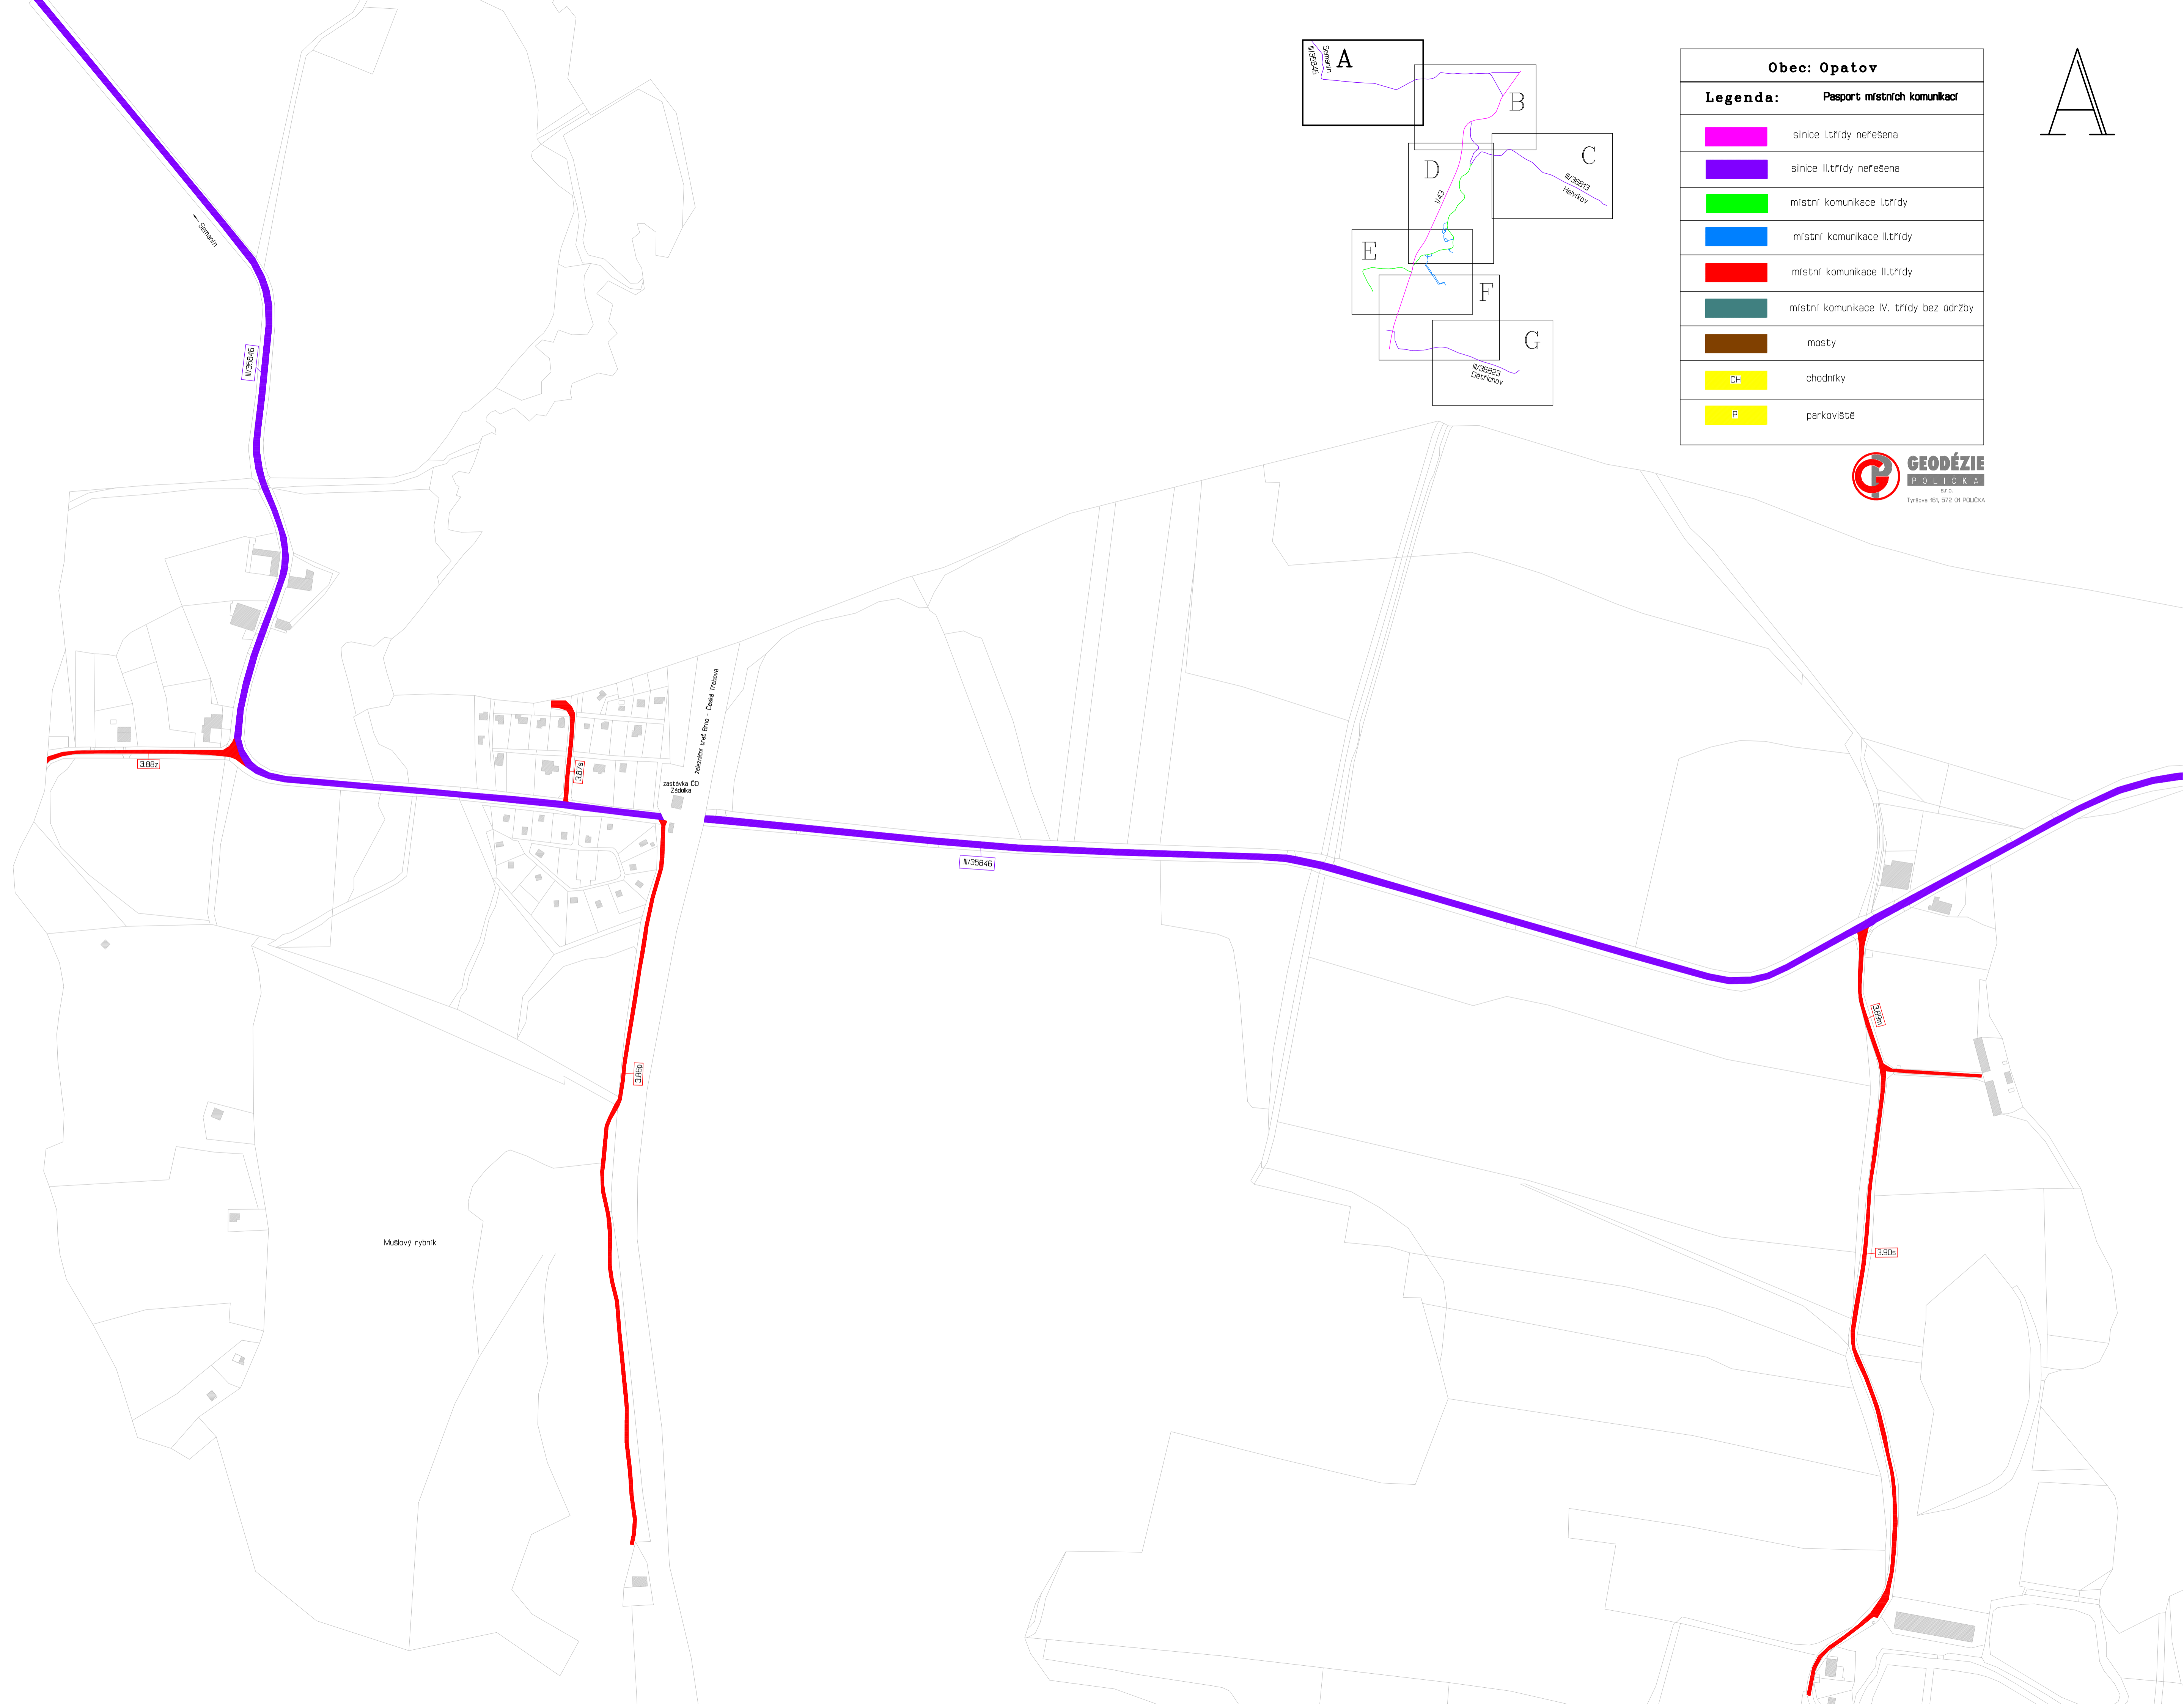 A
Semanín
III/35846
A
B
C
D
E
F
G
III/36813
Helvíkov
I/43
III/36823
Dětřichov
Obec: Opatov
Legenda: Pasport místních komunikací
silnice I.třídy neřešena
silnice III.třídy neřešena
místní komunikace I.třídy
místní komunikace II.třídy
místní komunikace III.třídy
místní komunikace IV. třídy bez údržby
mosty
CH chodníky
P parkoviště
GEODÉZIE
POLIČKA
s.r.o.
Tyršova 161, 572 01 POLIČKA
Semanín
III/35846
3.88z
3.87s
železniční trať Brno - Česká Třebová
zastávka ČD
Zádolka
III/35846
3.86p
3.89m
3.90s
Mušlový rybník